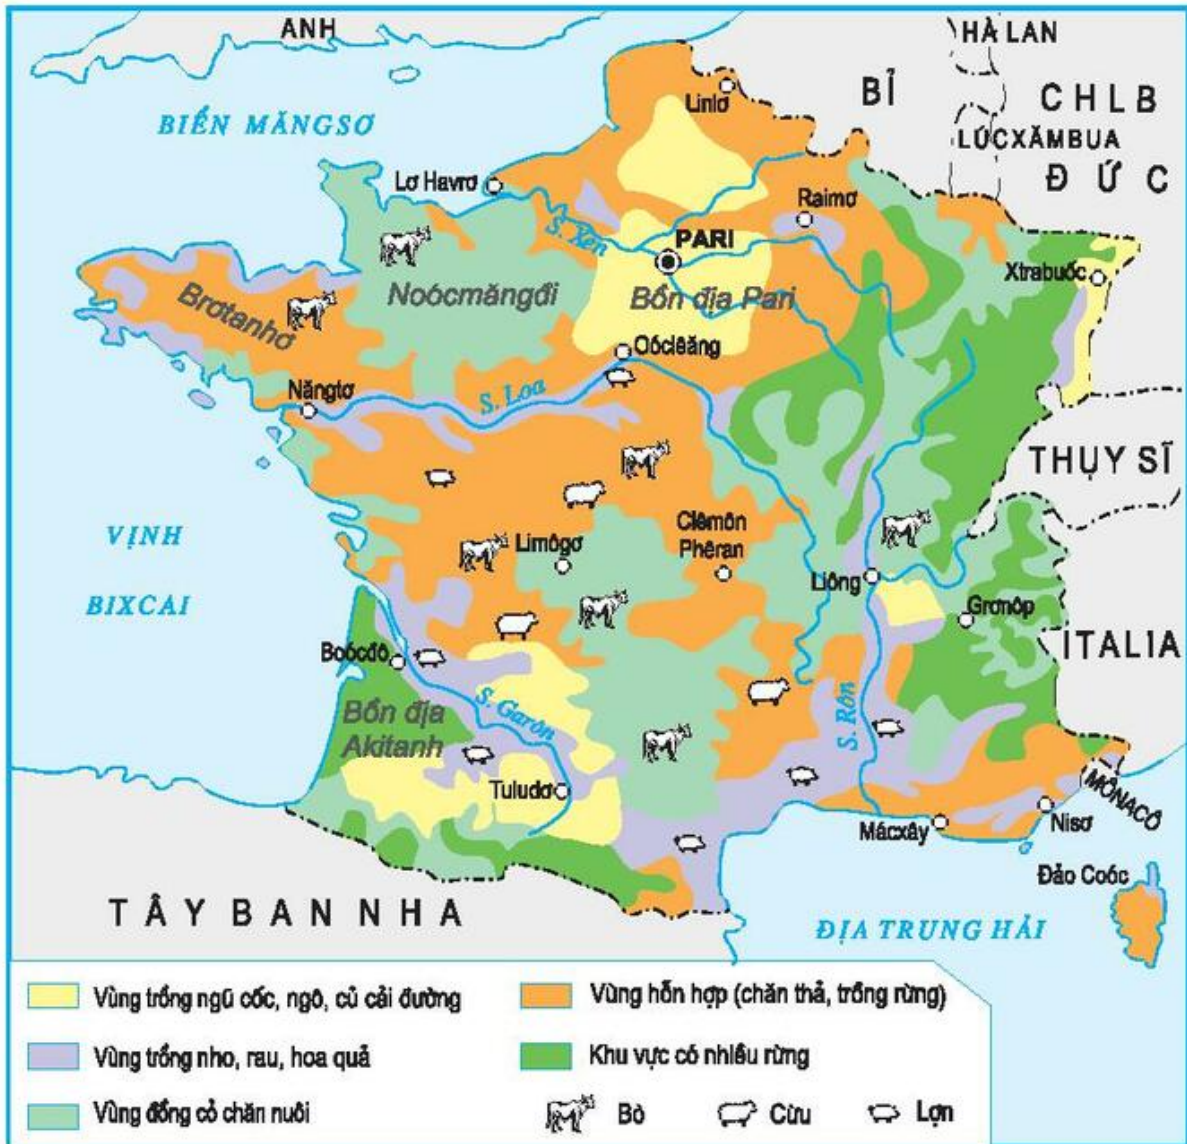 ANH
HÀ LAN
BỈ
CHLB
LÚCXĂMBUA
ĐỨC
BIỂN MĂNGSƠ
Linlơ
Lơ Havrơ
Raimơ
S. Xen
PARI
Xtrabuốc
Noócmăngđi
Bồn địa Pari
Brơtanhơ
Oóclêăng
Năngtơ
S. Loa
THỤY SĨ
VỊNH
BIXCAI
Limôgơ
Clêmôn
Phêran
Liông
Grơnôp
ITALIA
Boócđô
S. Garôn
S. Rôn
Bồn địa
Akitanh
Tuludơ
MÔNACÔ
Mácxây
Nisơ
Đảo Coóc
TÂY BAN NHA
ĐỊA TRUNG HẢI
Vùng trồng ngũ cốc, ngô, củ cải đường
Vùng hỗn hợp (chăn thả, trồng rừng)
Vùng trồng nho, rau, hoa quả
Khu vực có nhiều rừng
Vùng đồng cỏ chăn nuôi
Bò
Cừu
Lợn